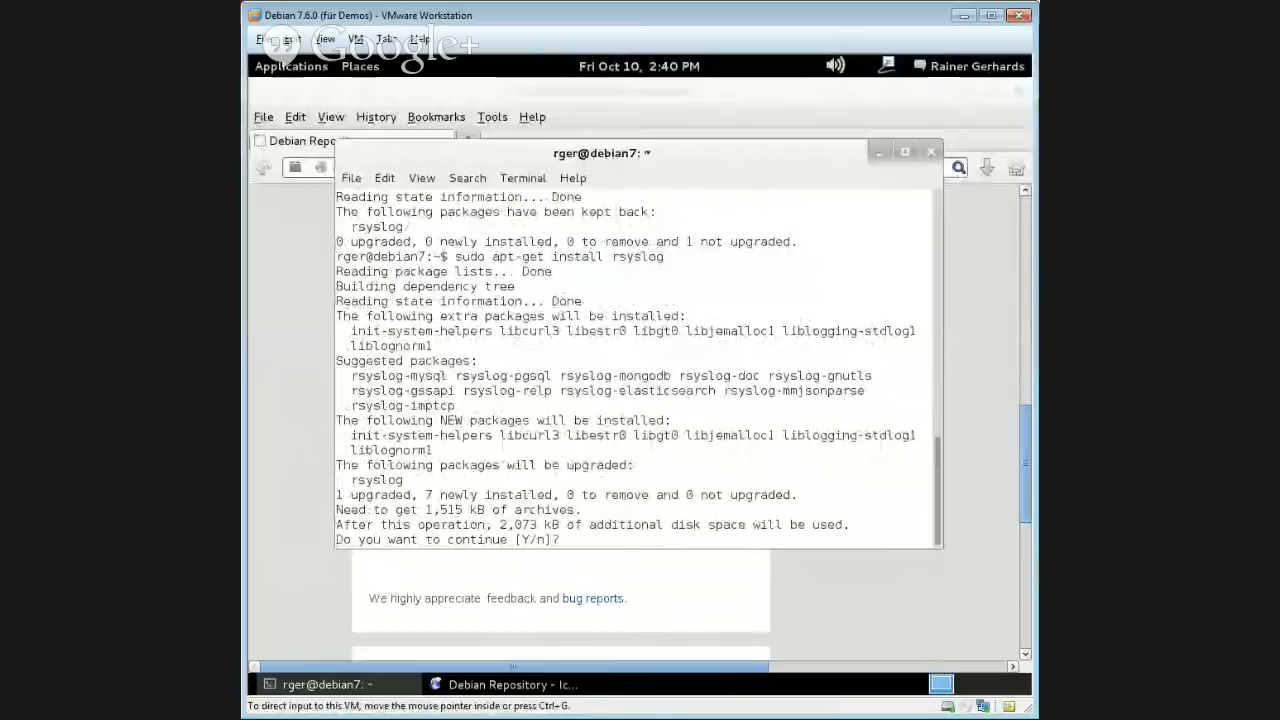 Debian 7.6.0 (für Demos) - VMware Workstation
File Edit View VM Tabs Help
Google+
Applications Places Fri Oct 10, 2:40 PM Rainer Gerhards
File Edit View History Bookmarks Tools Help
Debian Repo
rger@debian7: ~
File Edit View Search Terminal Help
Reading state information... Done
The following packages have been kept back:
rsyslog
0 upgraded, 0 newly installed, 0 to remove and 1 not upgraded.
rger@debian7:~$ sudo apt-get install rsyslog
Reading package lists... Done
Building dependency tree
Reading state information... Done
The following extra packages will be installed:
init-system-helpers libcurl3 libestr0 libgt0 libjemalloc1 liblogging-stdlog1
liblognorm1
Suggested packages:
rsyslog-mysql rsyslog-pgsql rsyslog-mongodb rsyslog-doc rsyslog-gnutls
rsyslog-gssapi rsyslog-relp rsyslog-elasticsearch rsyslog-mmjsonparse
rsyslog-imptcp
The following NEW packages will be installed:
init-system-helpers libcurl3 libestr0 libgt0 libjemalloc1 liblogging-stdlog1
liblognorm1
The following packages will be upgraded:
rsyslog
1 upgraded, 7 newly installed, 0 to remove and 0 not upgraded.
Need to get 1,515 kB of archives.
After this operation, 2,073 kB of additional disk space will be used.
Do you want to continue [Y/n]?
We highly appreciate feedback and bug reports.
rger@debian7: ~ Debian Repository - Ic...
To direct input to this VM, move the mouse pointer inside or press Ctrl+G.